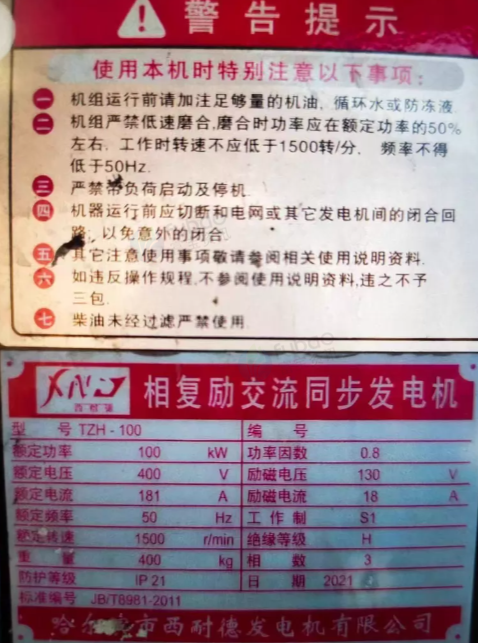 警告提示
使用本机时特别注意以下事项:
一 机组运行前请加注足够量的机油、循环水或防冻液.
二 机组严禁低速磨合,磨合时功率应在额定功率的50%
左右. 工作时转速不应低于1500转/分. 频率不得
低于50Hz.
三 严禁带负荷启动及停机.
四 机器运行前应切断和电网或其它发电机间的闭合回
路, 以免意外的闭合.
五 其它注意使用事项敬请参阅相关使用说明资料.
六 如违反操作规程,不参阅使用说明资料,违之不予
三包.
七 柴油未经过滤严禁使用.
XND 西耐德 相复励交流同步发电机
型 号 TZH - 100 编 号
额定功率 100 kW 功率因数 0.8
额定电压 400 V 励磁电压 130 V
额定电流 181 A 励磁电流 18 A
额定频率 50 Hz 工 作 制 S1
额定转速 1500 r/min 绝缘等级 H
重 量 400 kg 相 数 3
防护等级 IP 21 日 期 2021
标准编号 JB/T8981-2011
哈尔滨市西耐德发电机有限公司